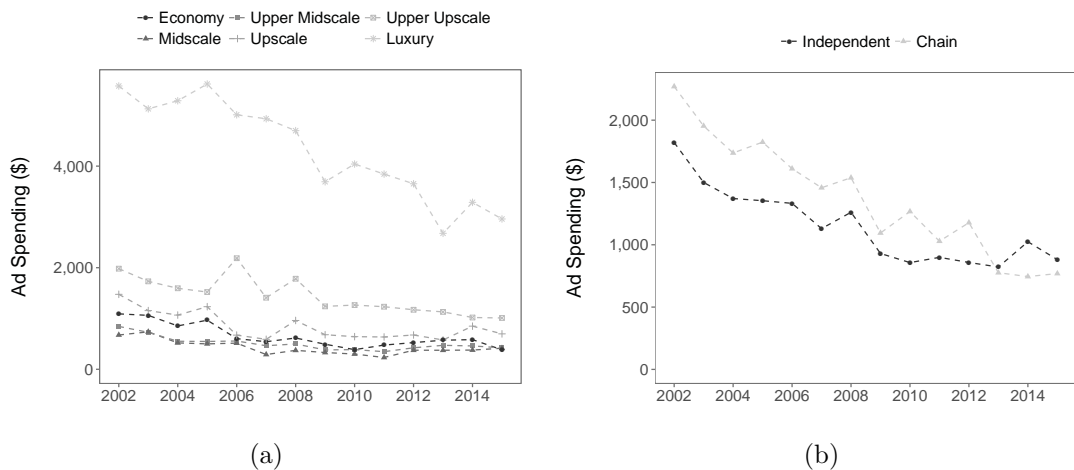 Economy Upper Midscale Upper Upscale
Midscale Upscale Luxury
Ad Spending ($)
4,000
2,000
0
2002 2004 2006 2008 2010 2012 2014
(a)
Independent Chain
Ad Spending ($)
2,000
1,500
1,000
500
0
2002 2004 2006 2008 2010 2012 2014
(b)